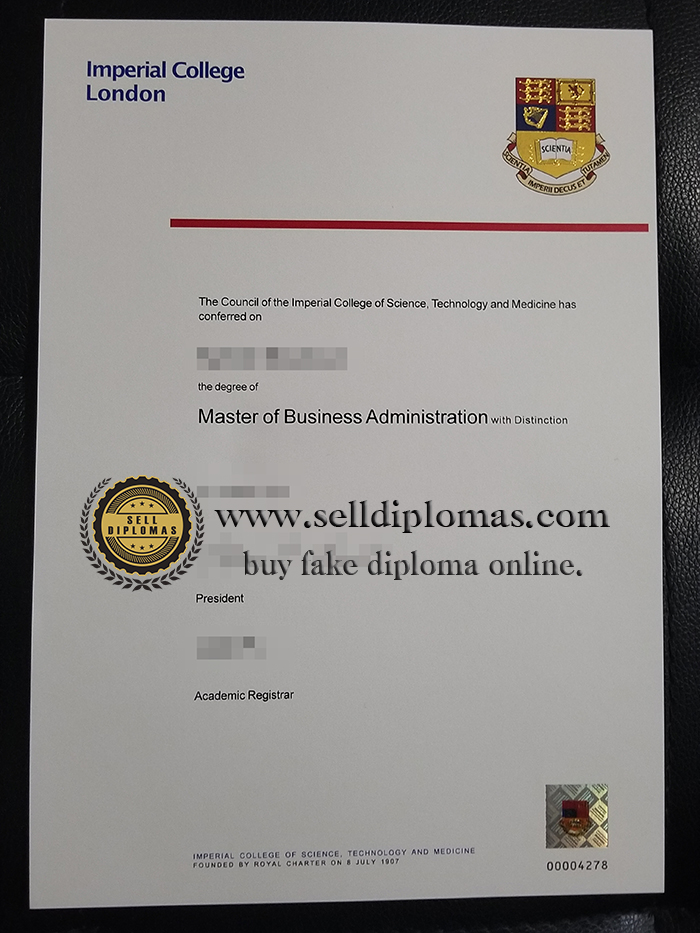 Imperial College
London
SCIENTIA
SCIENTIA
IMPERII DECUS ET
TUTAMEN
The Council of the Imperial College of Science, Technology and Medicine has
conferred on
the degree of
Master of Business Administration with Distinction
SELL
DIPLOMAS
www.selldiplomas.com
buy fake diploma online.
President
Academic Registrar
IMPERIAL COLLEGE OF SCIENCE, TECHNOLOGY AND MEDICINE
FOUNDED BY ROYAL CHARTER ON 8 JULY 1907
00004278